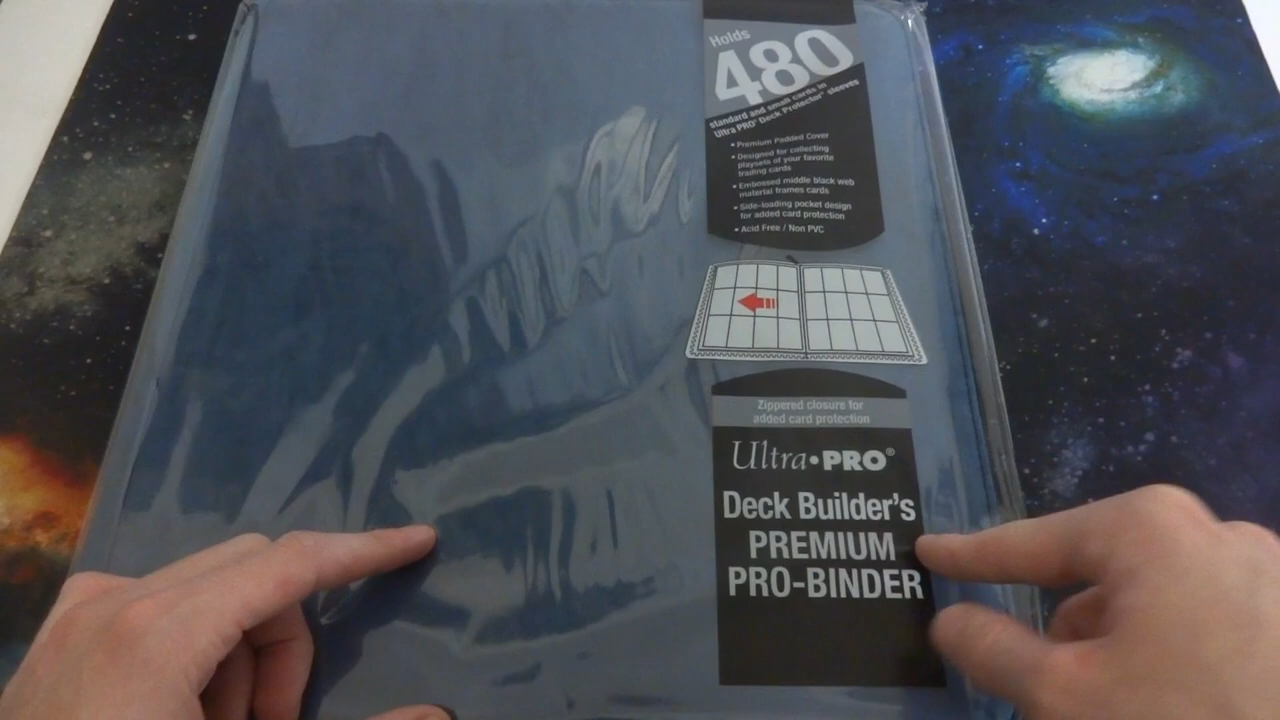 Holds
480
standard and small cards in
Ultra PRO® Deck Protector® sleeves
• Premium Padded Cover
• Designed for collecting
playsets of your favorite
trading cards
• Embossed middle black web
material frames cards
• Side-loading pocket design
for added card protection
• Acid Free / Non PVC
Zippered closure for
added card protection
Ultra•PRO®
Deck Builder's
PREMIUM
PRO-BINDER